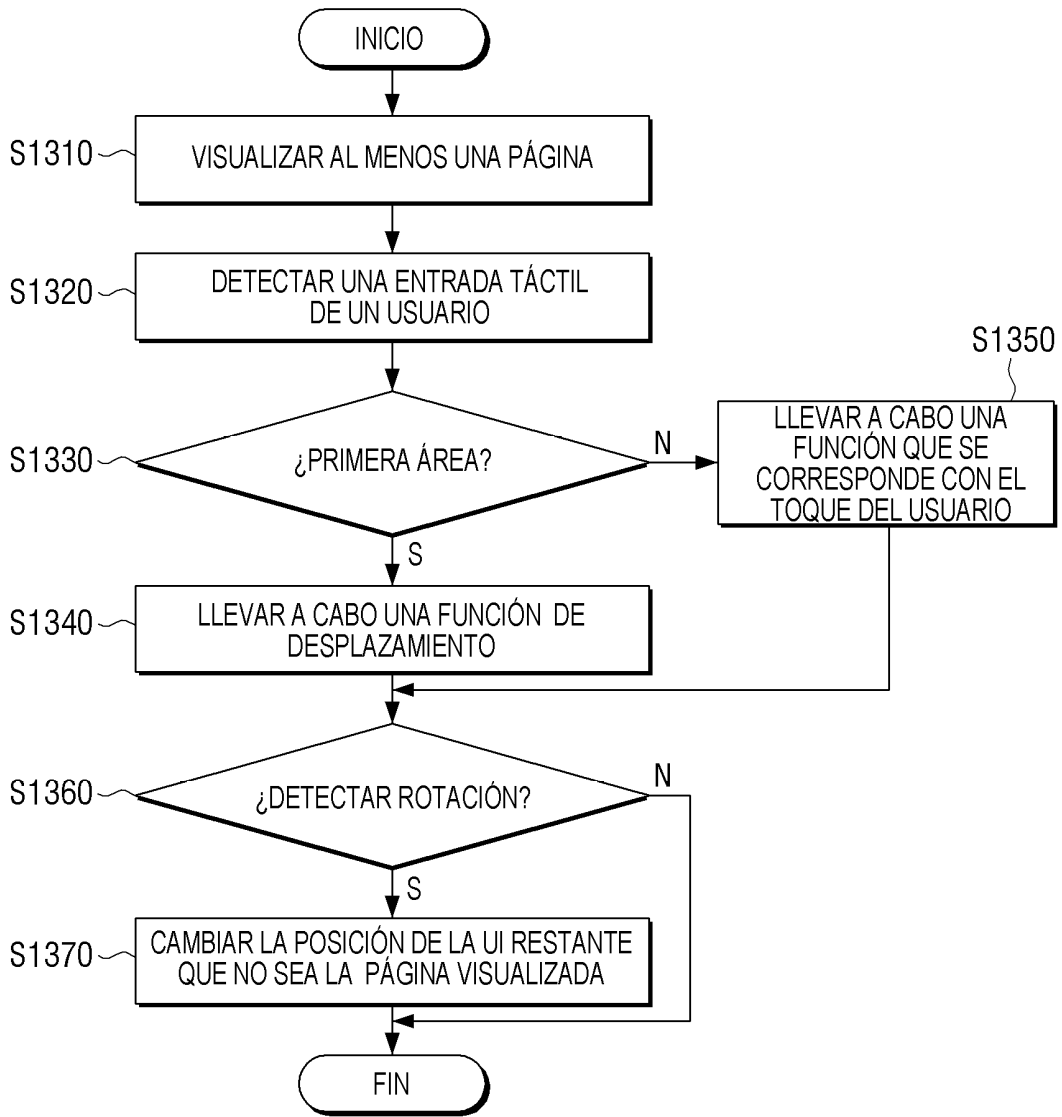 INICIO
S1310
VISUALIZAR AL MENOS UNA PÁGINA
S1320
DETECTAR UNA ENTRADA TÁCTIL
DE UN USUARIO
S1330
¿PRIMERA ÁREA?
N
S
S1350
LLEVAR A CABO UNA
FUNCIÓN QUE SE
CORRESPONDE CON EL
TOQUE DEL USUARIO
S1340
LLEVAR A CABO UNA FUNCIÓN DE
DESPLAZAMIENTO
S1360
¿DETECTAR ROTACIÓN?
N
S
S1370
CAMBIAR LA POSICIÓN DE LA UI RESTANTE
QUE NO SEA LA PÁGINA VISUALIZADA
FIN